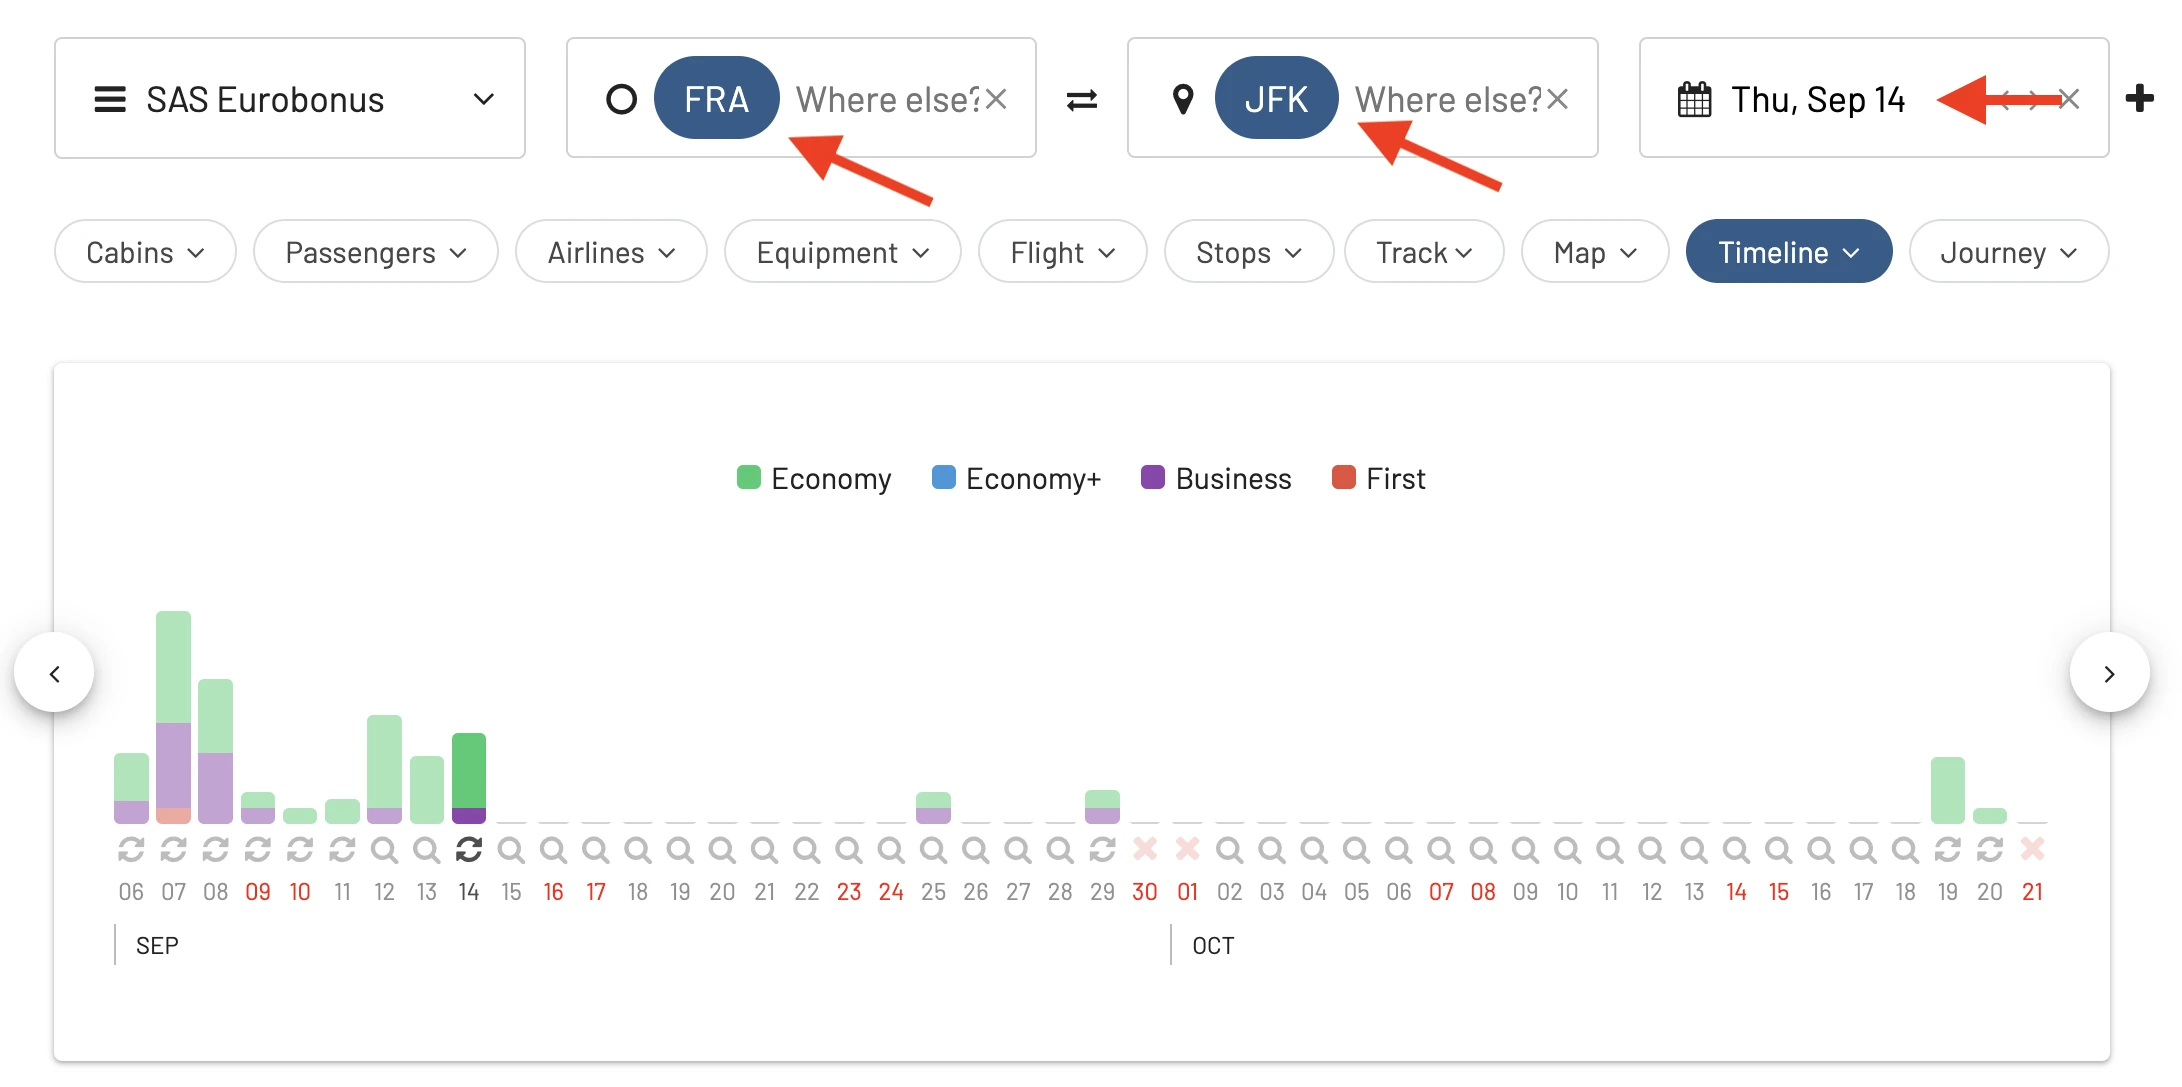 SAS Eurobonus FRA Where else? JFK Where else? Thu, Sep 14
Cabins Passengers Airlines Equipment Flight Stops Track Map Timeline Journey
Economy Economy+ Business First
06 07 08 09 10 11 12 13 14 15 16 17 18 19 20 21 22 23 24 25 26 27 28 29 30 01 02 03 04 05 06 07 08 09 10 11 12 13 14 15 16 17 18 19 20 21
SEP OCT